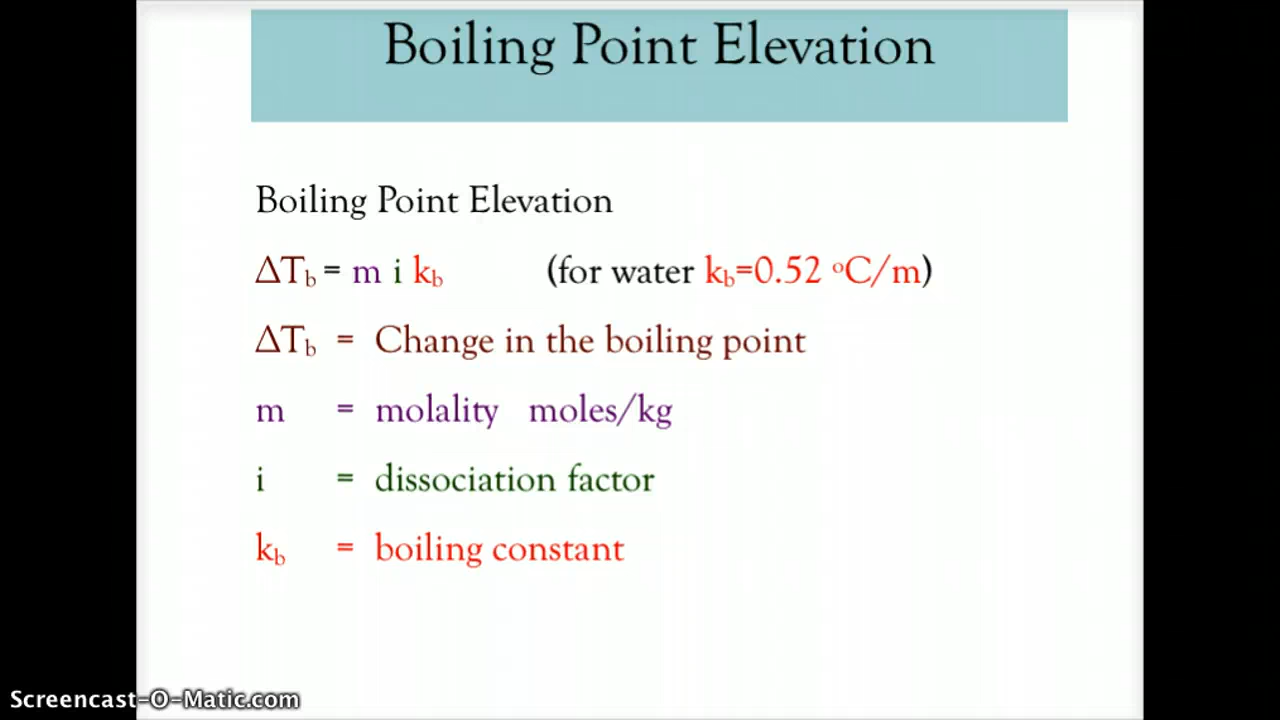 Boiling Point Elevation
Boiling Point Elevation
ΔTb = m i kb (for water kb=0.52 ºC/m)
ΔTb = Change in the boiling point
m = molality moles/kg
i = dissociation factor
kb = boiling constant
Screencast-O-Matic.com